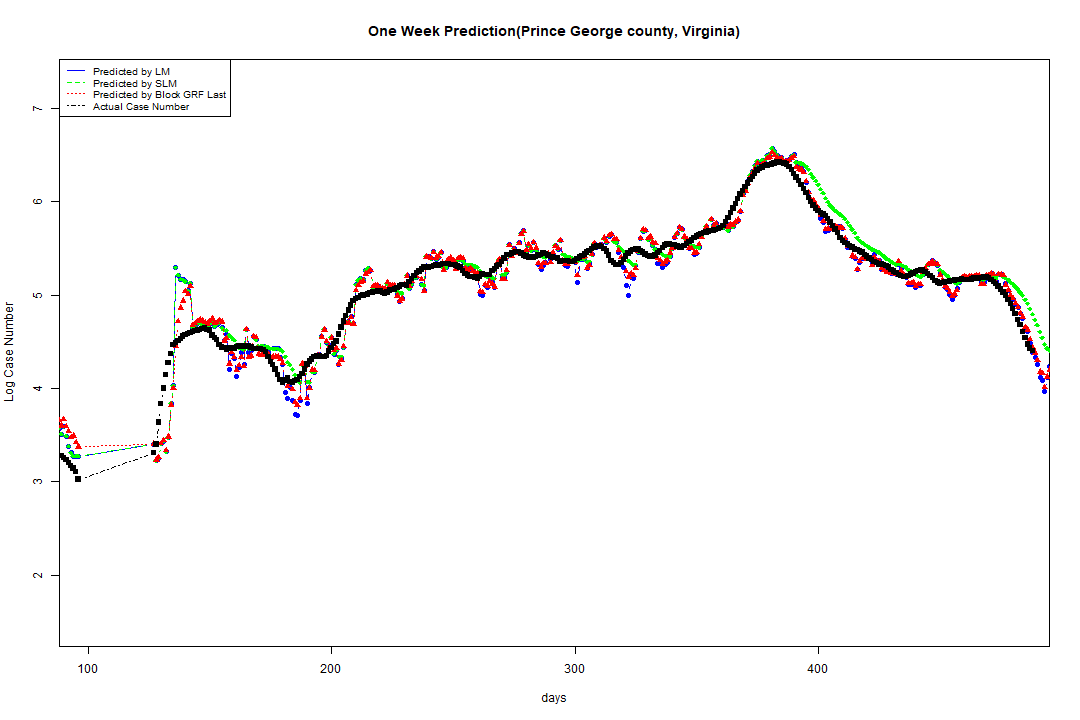 One Week Prediction(Prince George county, Virginia)
Predicted by LM
Predicted by SLM
Predicted by Block GRF Last
Actual Case Number
7
6
5
4
3
2
Log Case Number
100 200 300 400
days